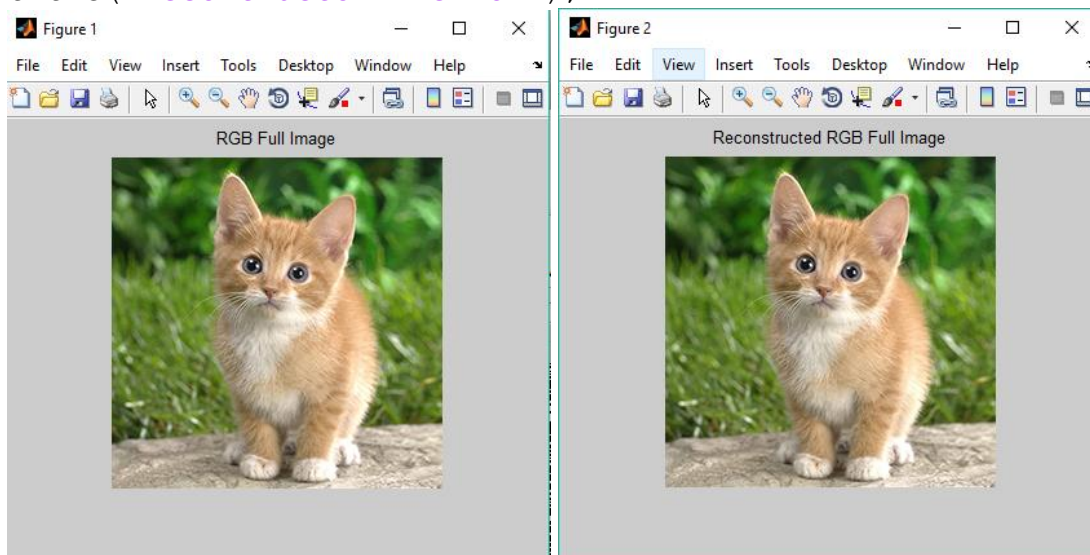 Figure 1
File Edit View Insert Tools Desktop Window Help
RGB Full Image
Figure 2
File Edit View Insert Tools Desktop Window Help
Reconstructed RGB Full Image